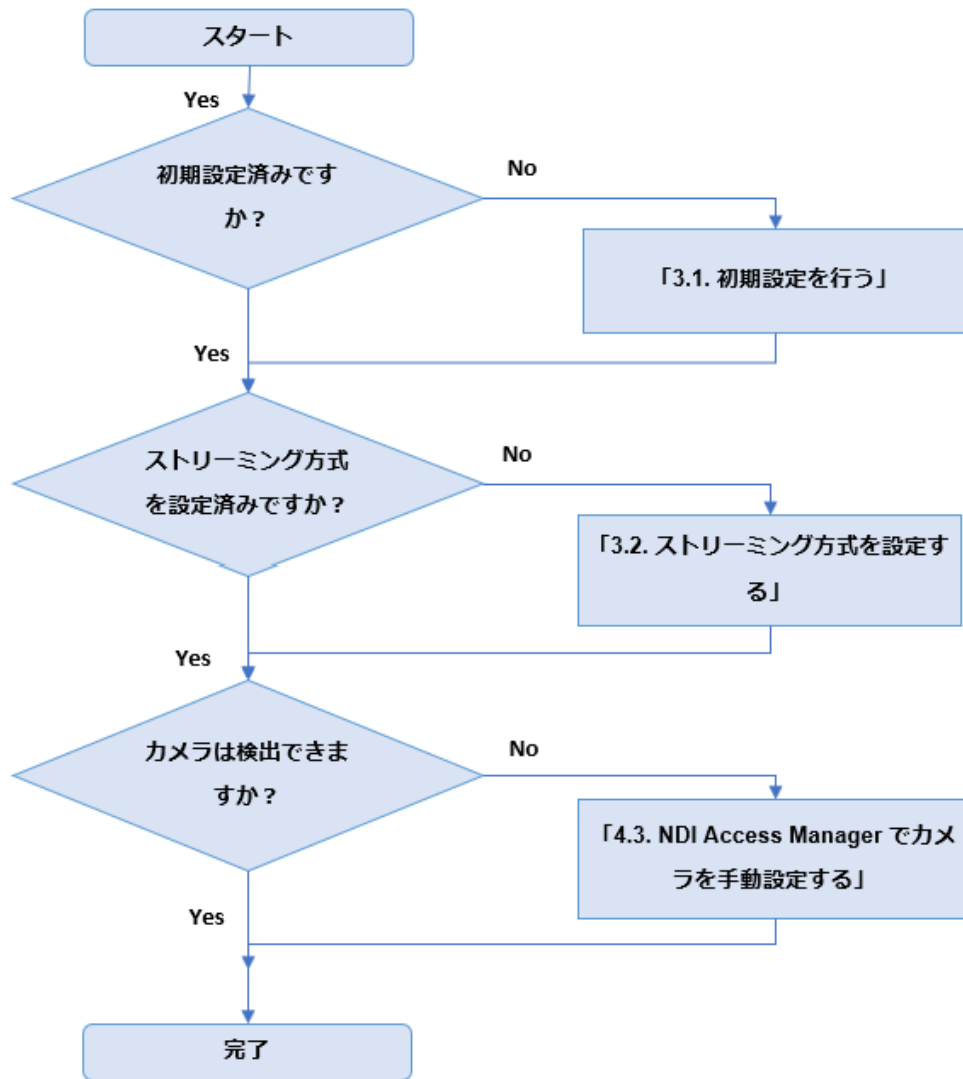 スタート
Yes
初期設定済みです
か？
No
「3.1. 初期設定を行う」
Yes
ストリーミング方式
を設定済みですか？
No
「3.2. ストリーミング方式を設定す
る」
Yes
カメラは検出できま
すか？
No
「4.3. NDI Access Manager でカメ
ラを手動設定する」
Yes
完了